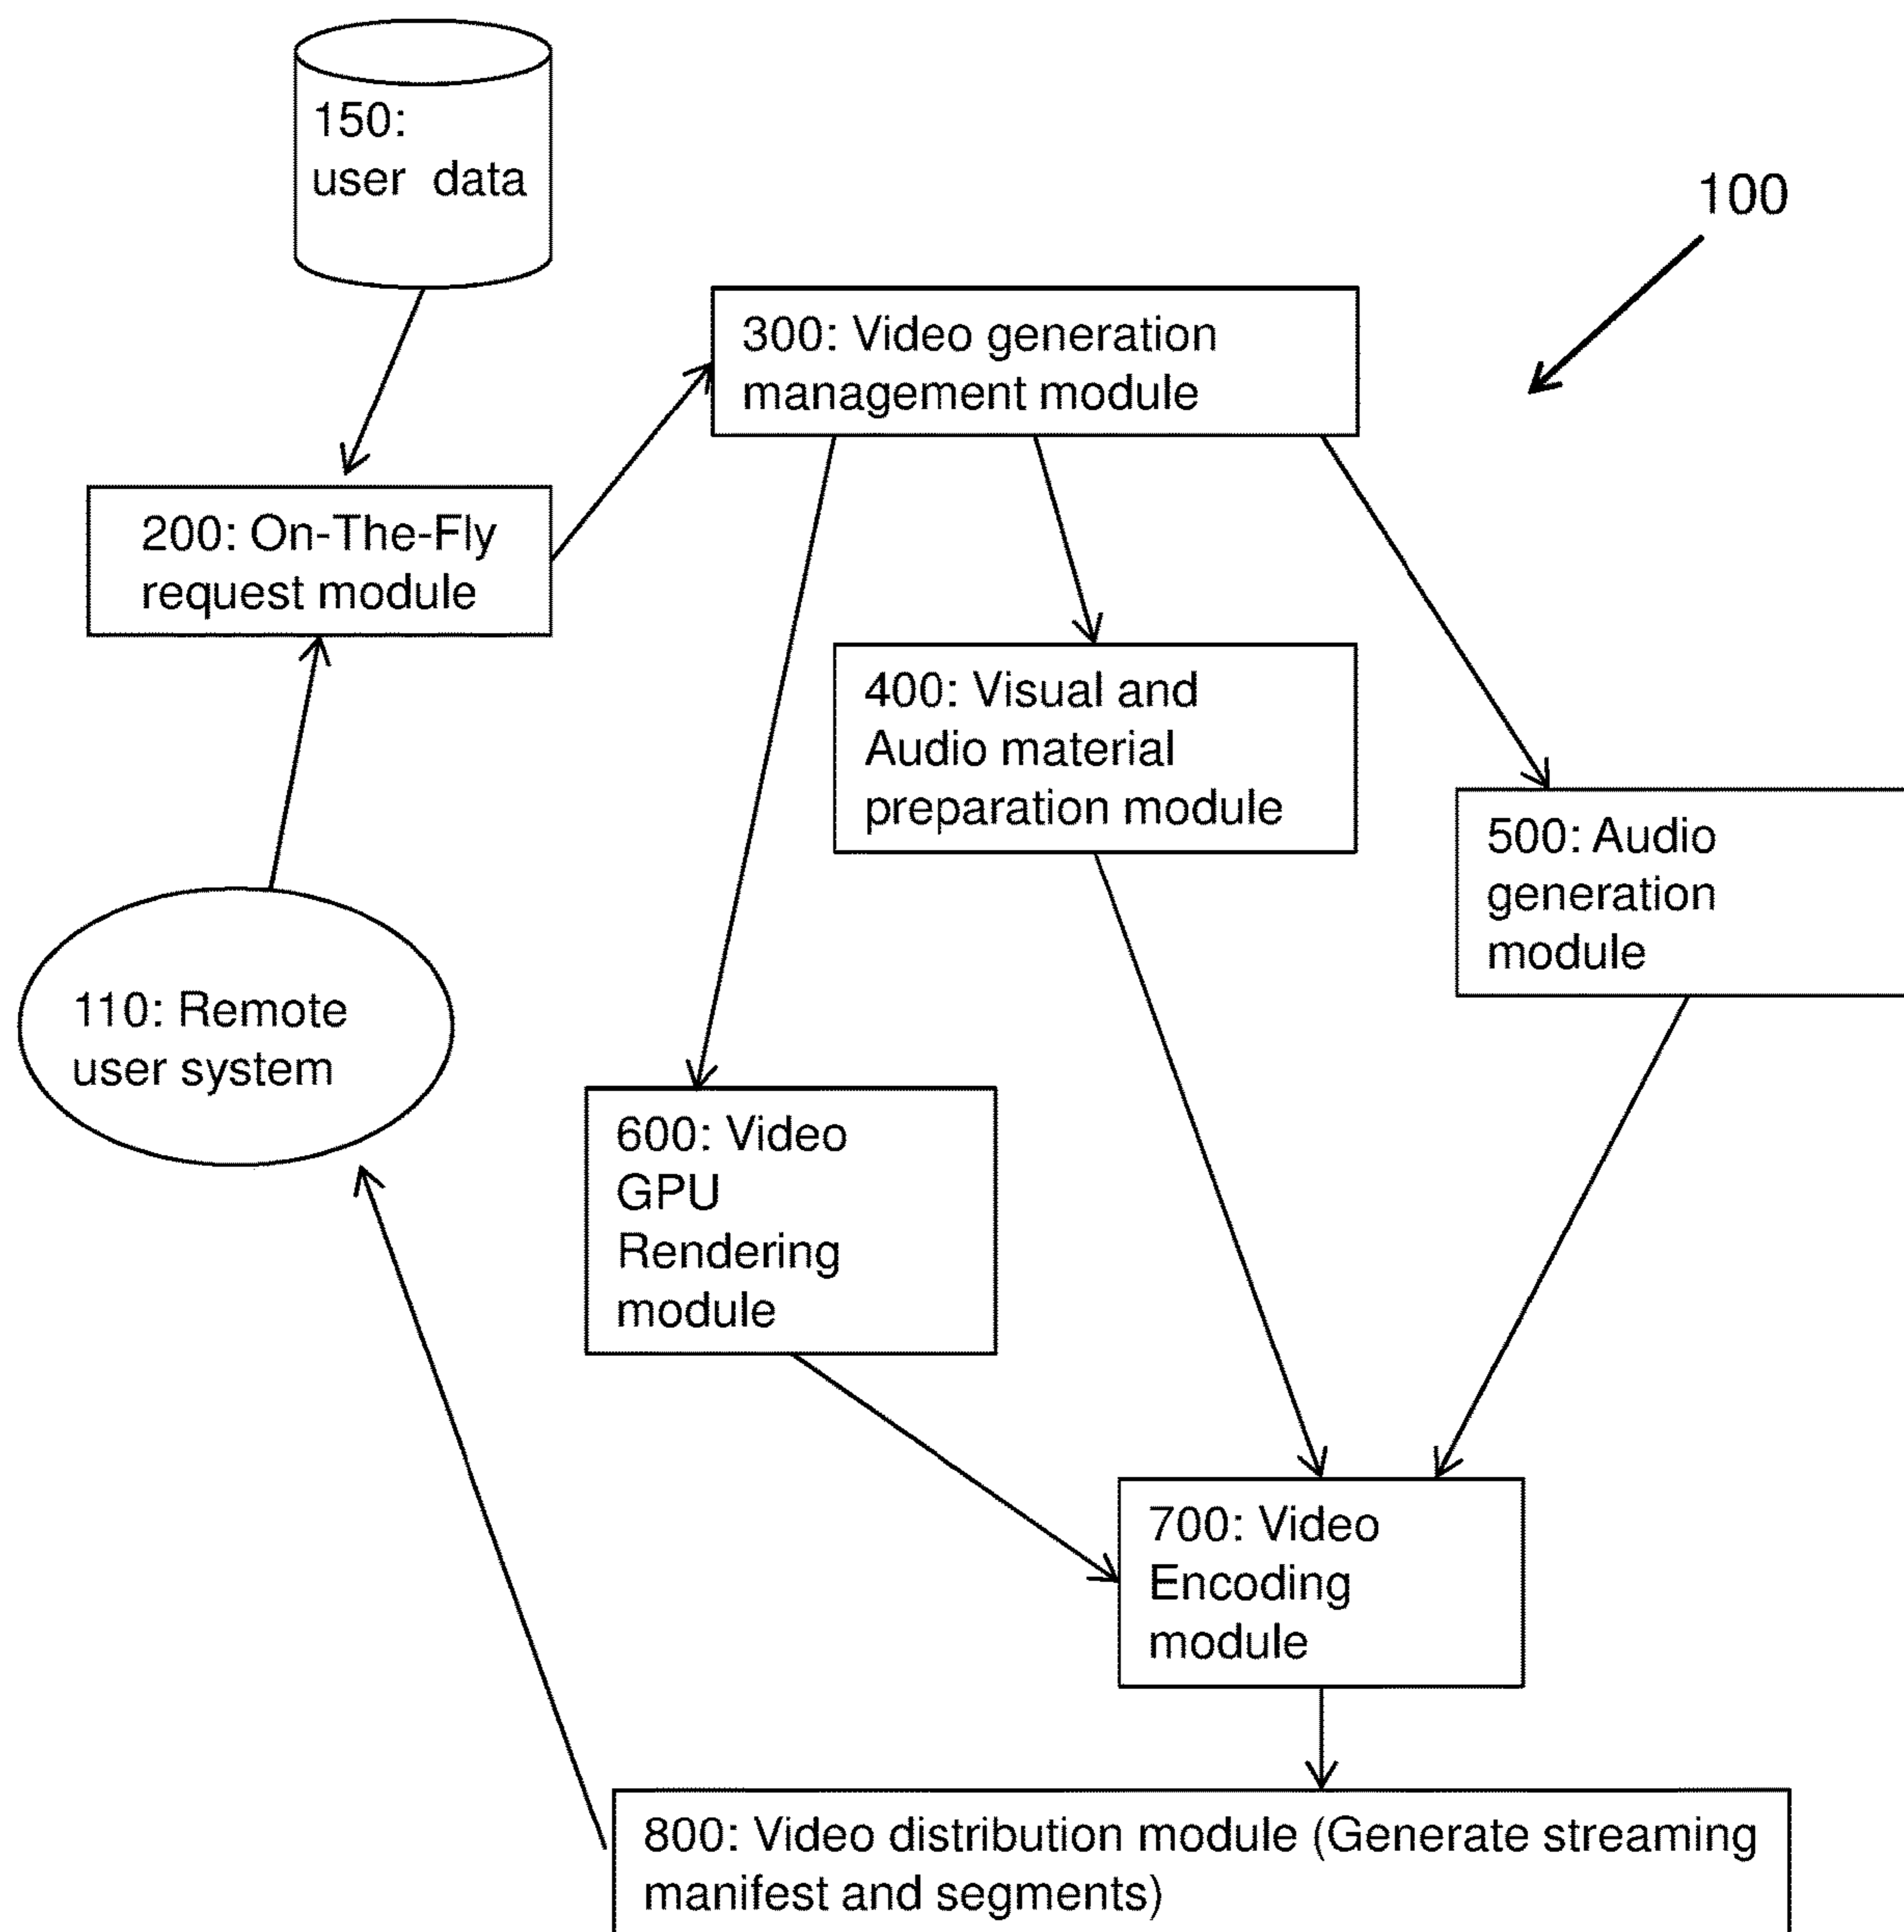 150:
user data
100
300: Video generation
management module
200: On-The-Fly
request module
400: Visual and
Audio material
preparation module
500: Audio
generation
module
110: Remote
user system
600: Video
GPU
Rendering
module
700: Video
Encoding
module
800: Video distribution module (Generate streaming
manifest and segments)